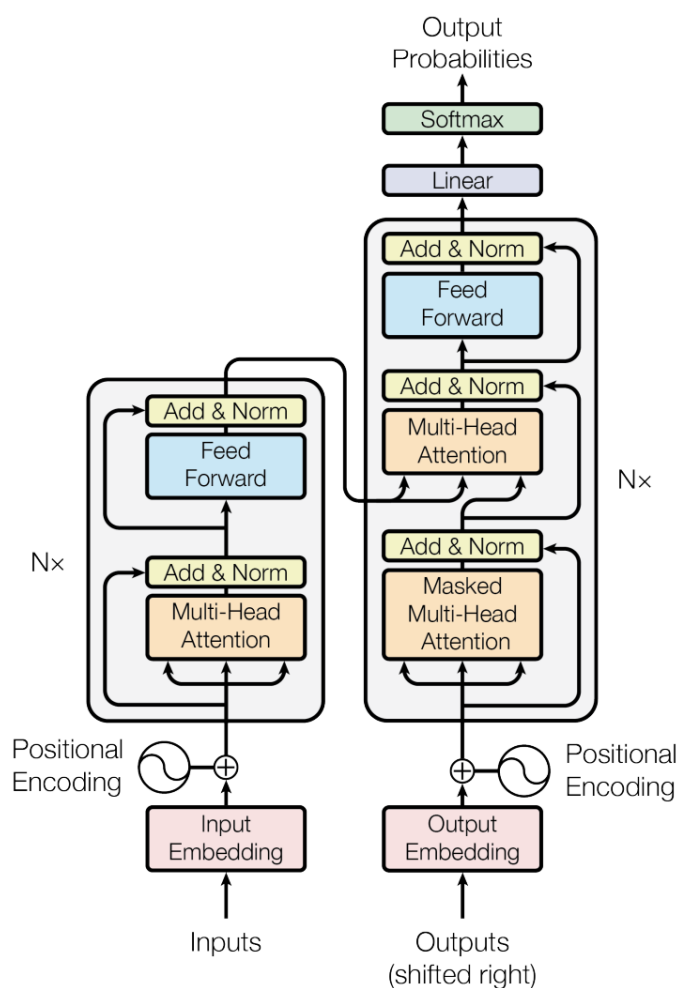 Output
Probabilities
Softmax
Linear
Add & Norm
Feed
Forward
Add & Norm
Multi-Head
Attention
Add & Norm
Masked
Multi-Head
Attention
N×
Add & Norm
Feed
Forward
Add & Norm
Multi-Head
Attention
N×
Positional
Encoding
Positional
Encoding
Input
Embedding
Output
Embedding
Inputs
Outputs
(shifted right)